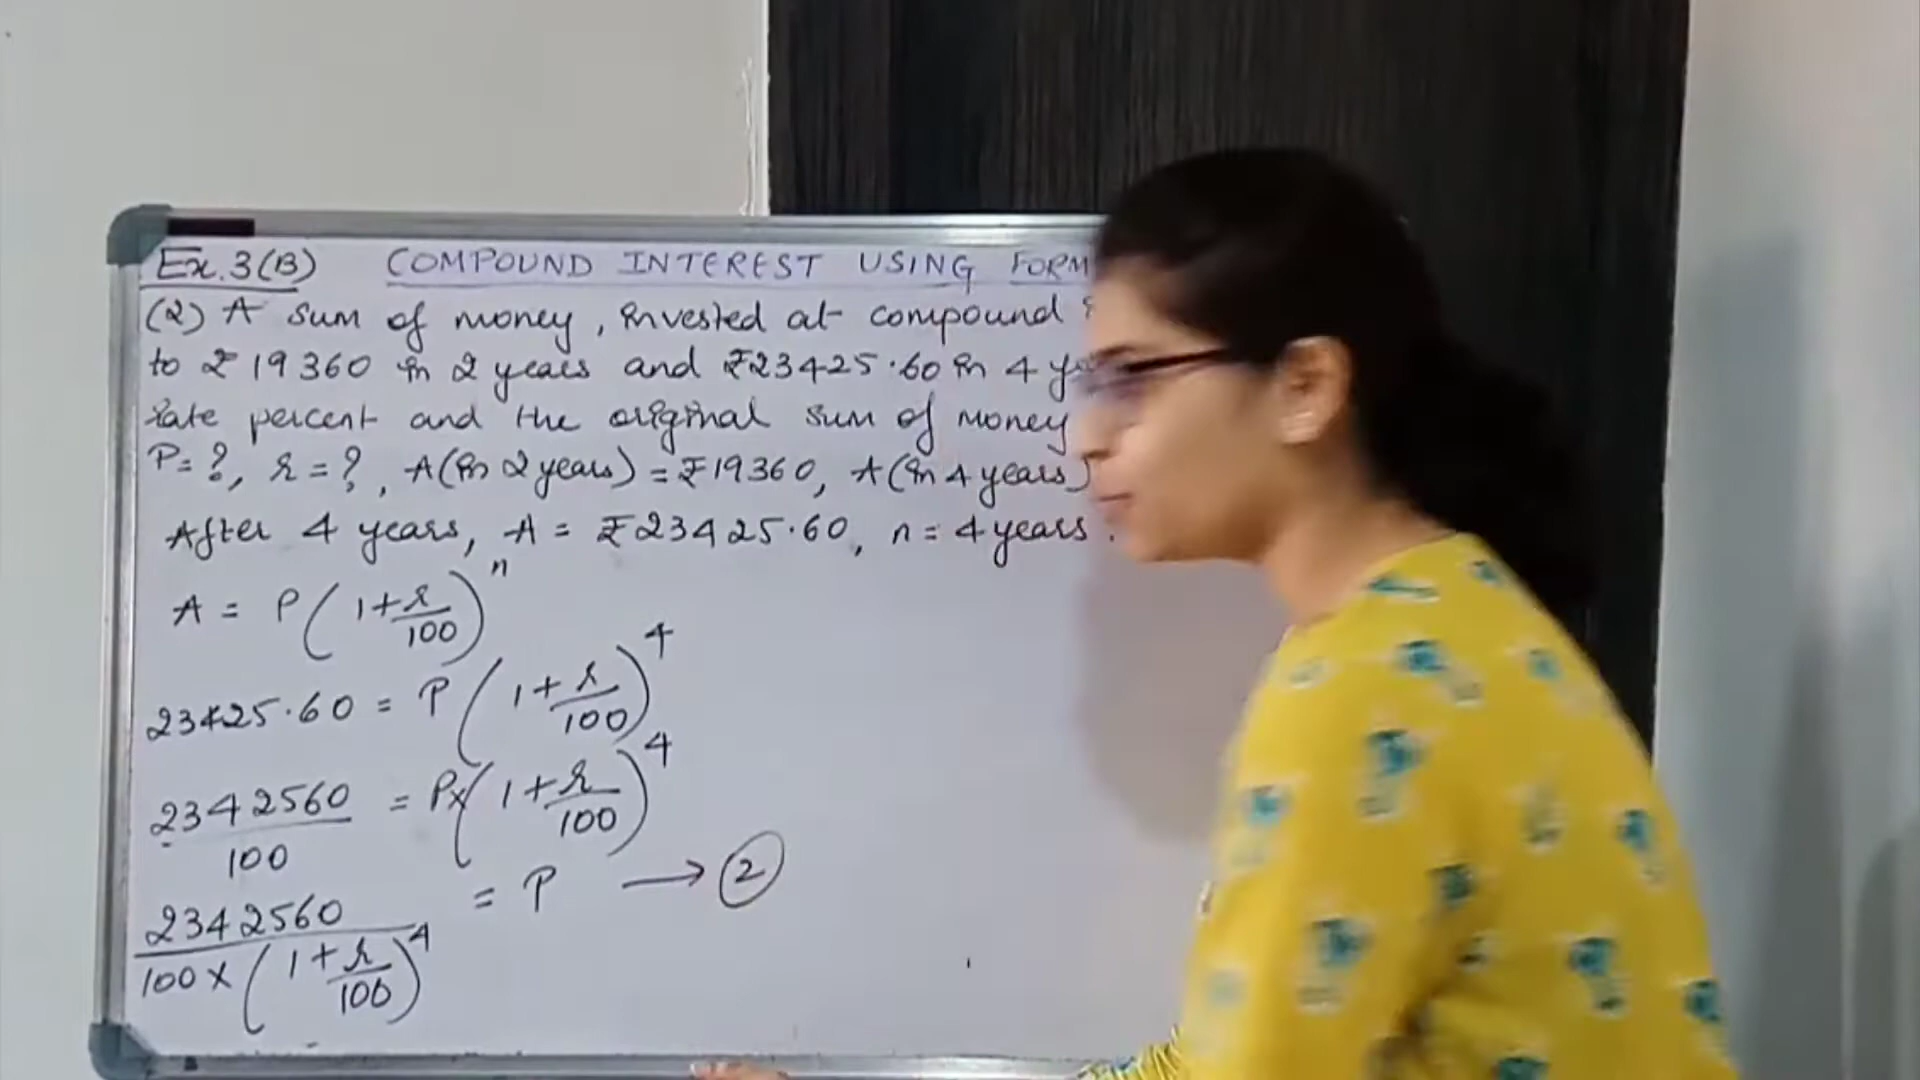 Ex. 3(B) COMPOUND INTEREST USING FORM
(2) A sum of money, invested at compound
to ₹ 19360 in 2 years and ₹23425.60 in 4 ye
rate percent and the original sum of money
P = ?, r = ?, A(in 2 years) = ₹19360, A(in 4 years)
After 4 years, A = ₹23425.60, n = 4 years.
A = P(1+r/100)^n
23425.60 = P(1+r/100)^4
2342560/100 = P×(1+r/100)^4
2342560/100×(1+r/100)^4 = P → ②